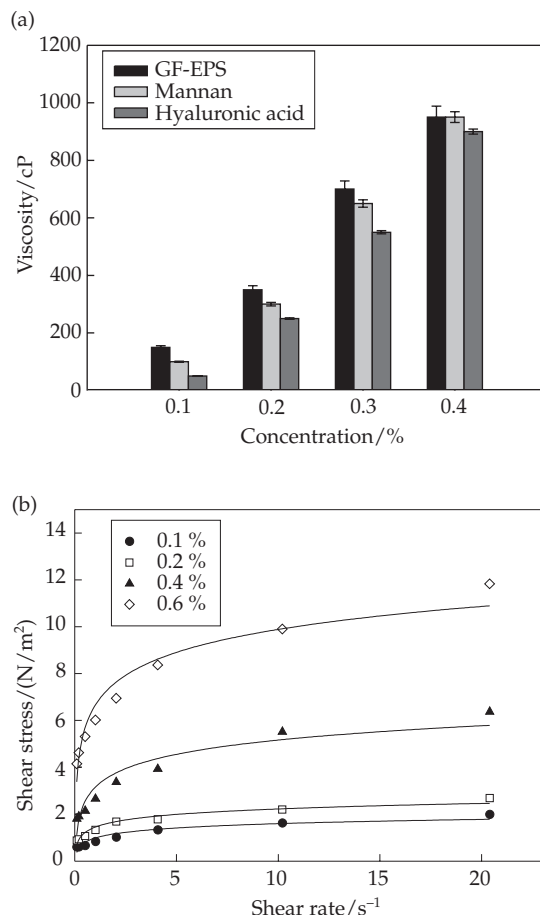 (a)
1200
1000
800
600
400
200
0
Viscosity/cP
GF-EPS
Mannan
Hyaluronic acid
0.1 0.2 0.3 0.4
Concentration/%
(b)
14
12
10
8
6
4
2
0
Shear stress/(N/m²)
0.1 %
0.2 %
0.4 %
0.6 %
0 5 10 15 20
Shear rate/s⁻¹